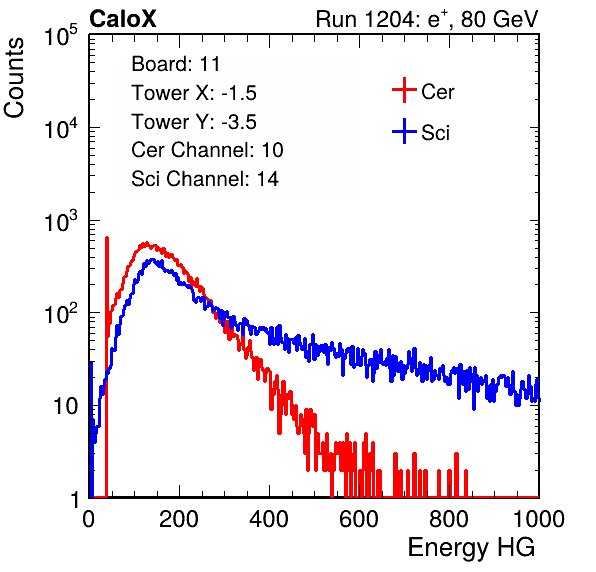 CaloX Run 1204: e⁺, 80 GeV
Counts
10⁵
10⁴
10³
10²
10
1
Board: 11
Tower X: -1.5
Tower Y: -3.5
Cer Channel: 10
Sci Channel: 14
Cer
Sci
0 200 400 600 800 1000
Energy HG